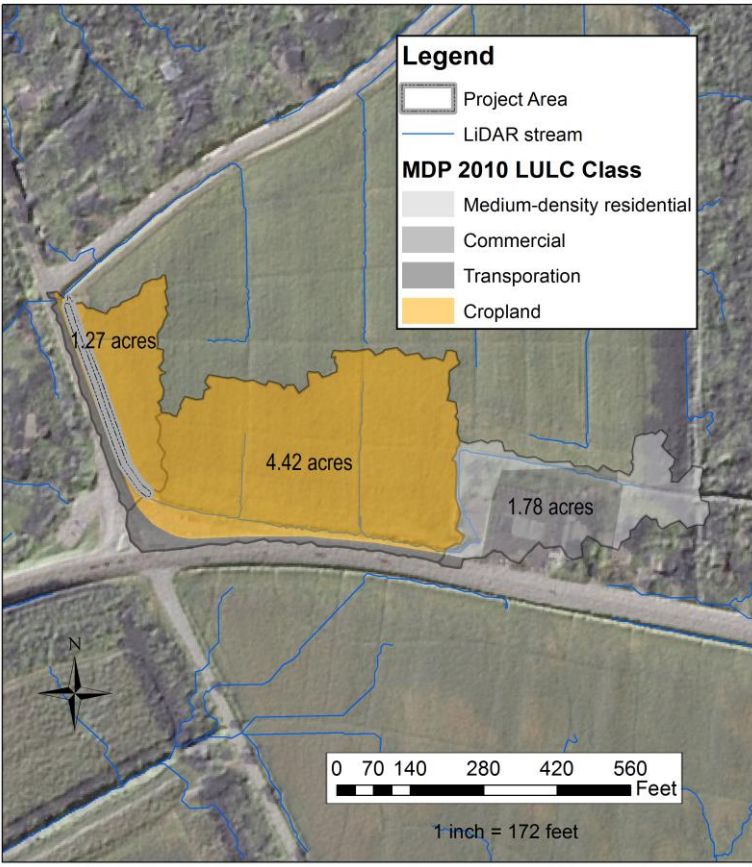 Legend
Project Area
LiDAR stream
MDP 2010 LULC Class
Medium-density residential
Commercial
Transporation
Cropland
1.27 acres
4.42 acres
1.78 acres
N
0 70 140 280 420 560
Feet
1 inch = 172 feet